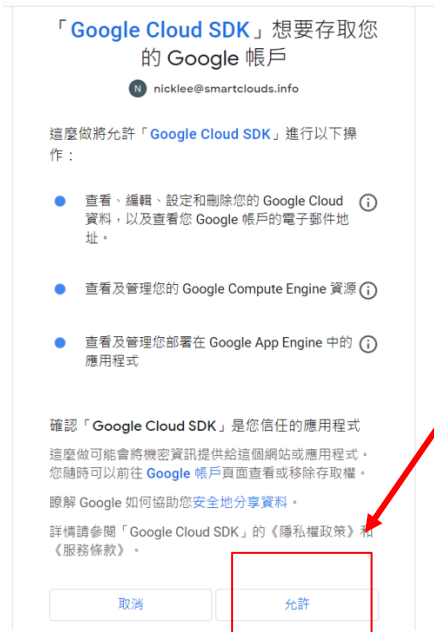 「Google Cloud SDK」想要存取您
的 Google 帳戶
N nicklee@smartclouds.info
這麼做將允許「Google Cloud SDK」進行以下操
作：
查看、編輯、設定和刪除您的 Google Cloud
資料，以及查看您 Google 帳戶的電子郵件地
址。
查看及管理您的 Google Compute Engine 資源
查看及管理您部署在 Google App Engine 中的
應用程式
確認「Google Cloud SDK」是您信任的應用程式
這麼做可能會將機密資訊提供給這個網站或應用程式。
您隨時可以前往 Google 帳戶頁面查看或移除存取權。
瞭解 Google 如何協助您安全地分享資料。
詳情請參閱「Google Cloud SDK」的《隱私權政策》和
《服務條款》。
取消 允許